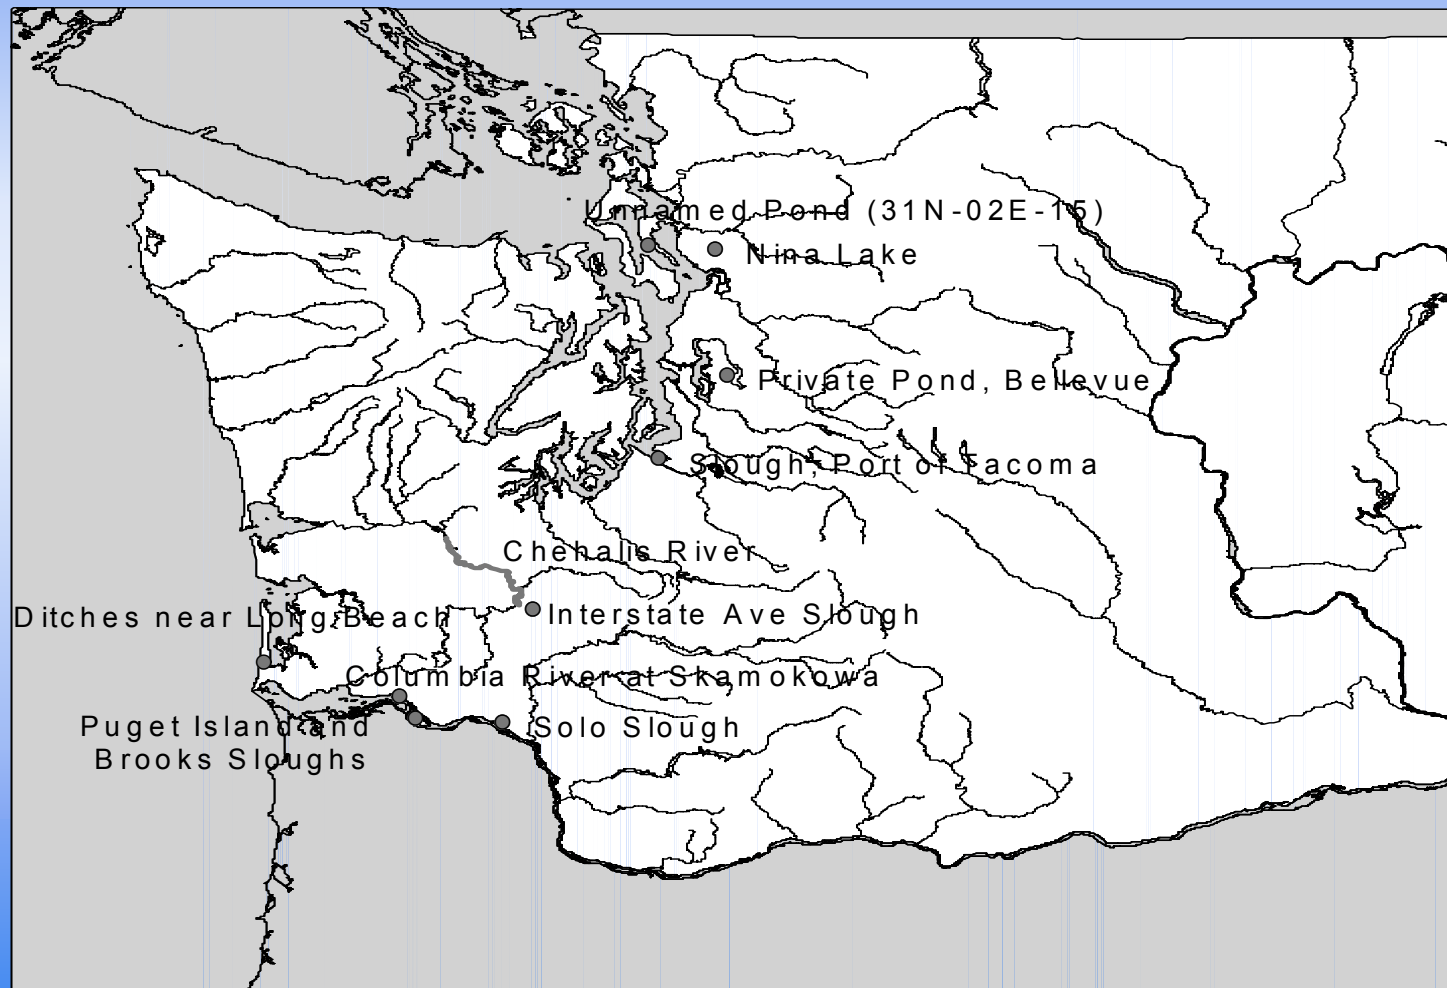 Unnamed Pond (31N-02E-15)
Nina Lake
Private Pond, Bellevue
Slough, Port of Tacoma
Chehalis River
Ditches near Long Beach
Interstate Ave Slough
Columbia River at Skamokowa
Puget Island and
Brooks Sloughs
Solo Slough